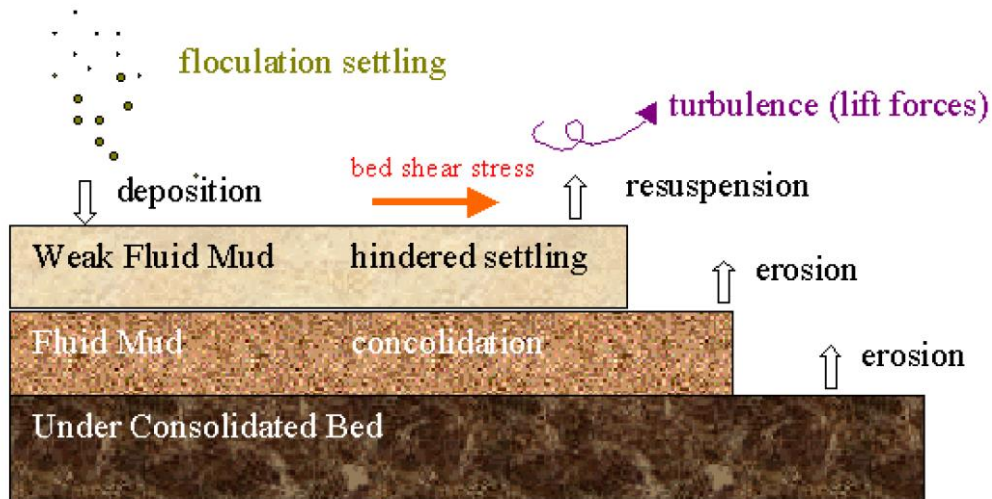 floculation settling
turbulence (lift forces)
bed shear stress
deposition
resuspension
Weak Fluid Mud hindered settling
erosion
Fluid Mud concolidation
erosion
Under Consolidated Bed